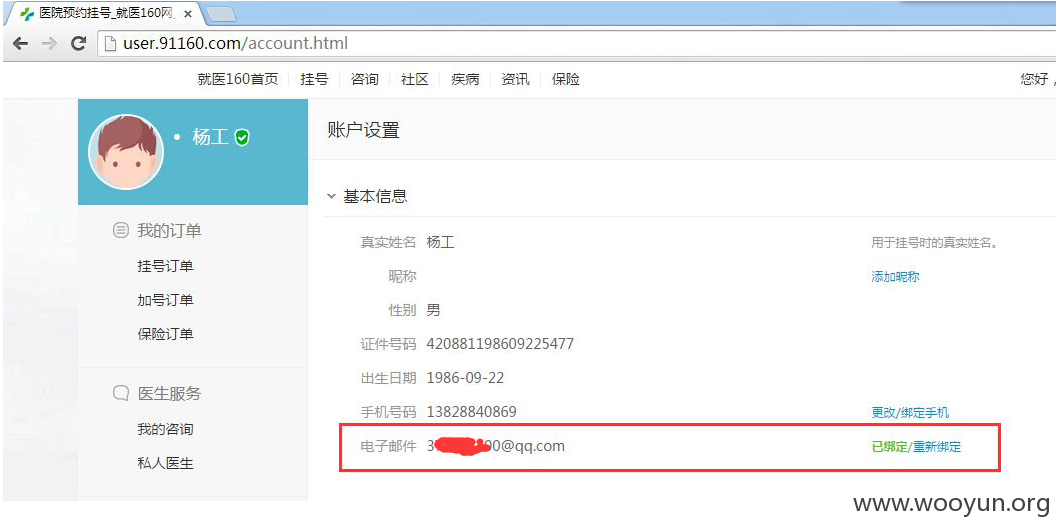 医院预约挂号_就医160网_
user.91160.com/account.html
就医160首页 挂号 咨询 社区 疾病 资讯 保险 您好，
杨工
账户设置
基本信息
我的订单
挂号订单
加号订单
保险订单
医生服务
我的咨询
私人医生
真实姓名 杨工 用于挂号时的真实姓名。
昵称 添加昵称
性别 男
证件号码 420881198609225477
出生日期 1986-09-22
手机号码 13828840869 更改/绑定手机
电子邮件 3 00@qq.com 已绑定/重新绑定
www.wooyun.org